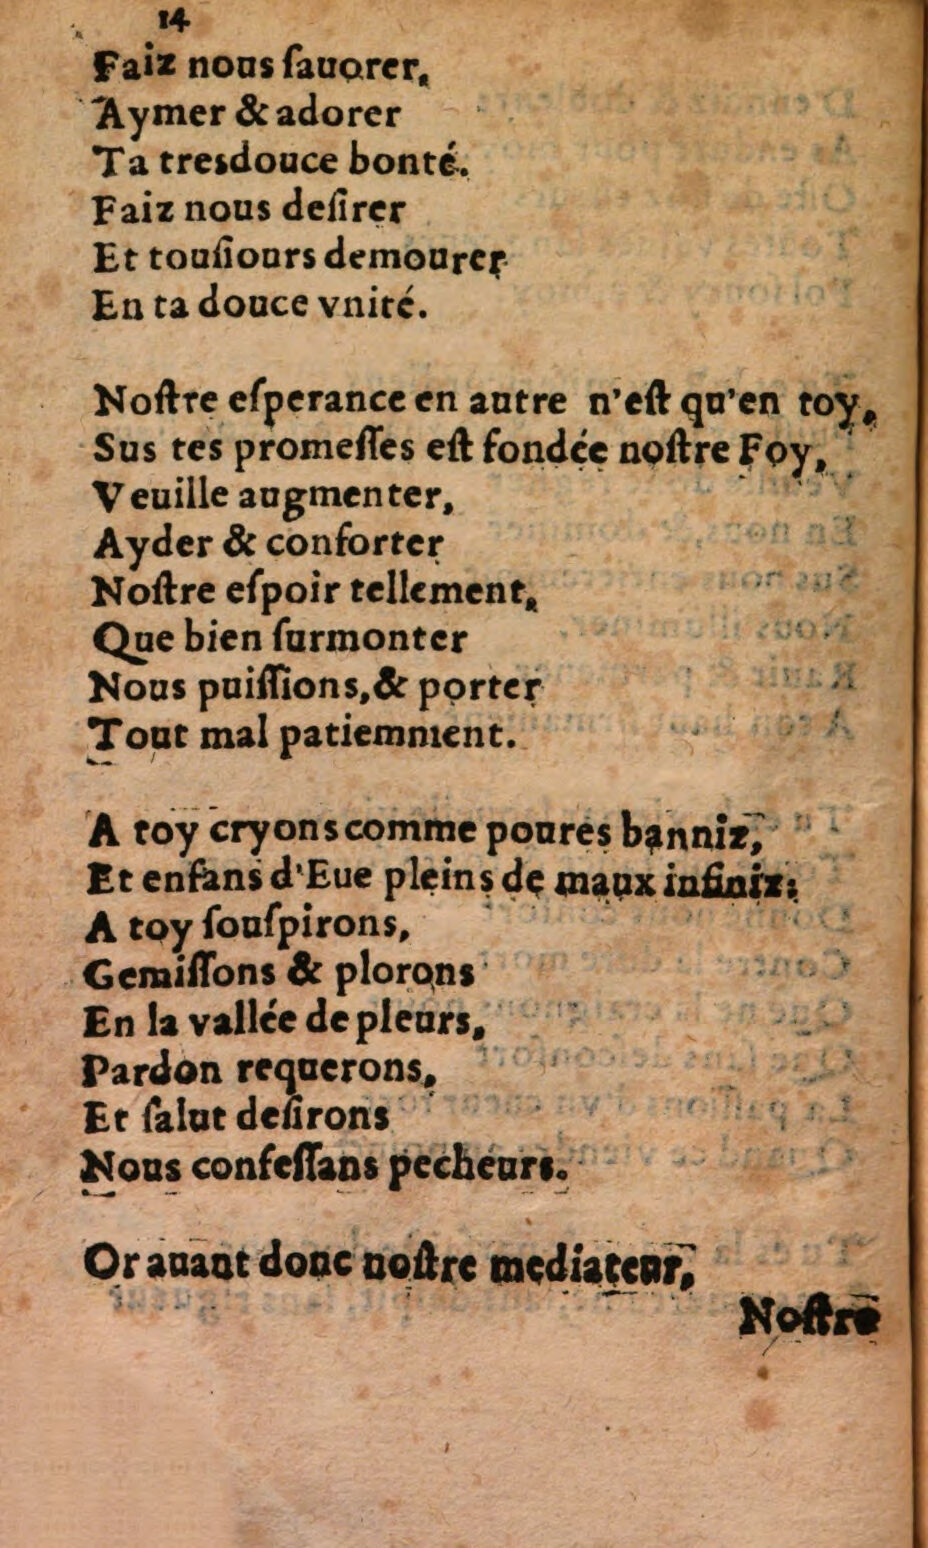 14
Faiz nous ſauorer,
Aymer & adorer
Ta tresdouce bonté.
Faiz nous deſirer
Et touſiours demourer
En ta douce vnité.
Noſtre eſperance en autre n'eſt qu'en toy,
Sus tes promeſſes eſt fondée noſtre Foy,
Veuille augmenter,
Ayder & conforter
Noſtre eſpoir tellement,
Que bien ſurmonter
Nous puiſſions, & porter
Tout mal patiemment.
A toy cryons comme poures banniz,
Et enfans d'Eue pleins de maux infiniz:
A toy ſouſpirons,
Gemiſſons & plorons
En la vallée de pleurs,
Pardon requerons,
Et ſalut deſirons
Nous confeſſans pecheurs.
Or auant donc noſtre mediateur,
Noſtre